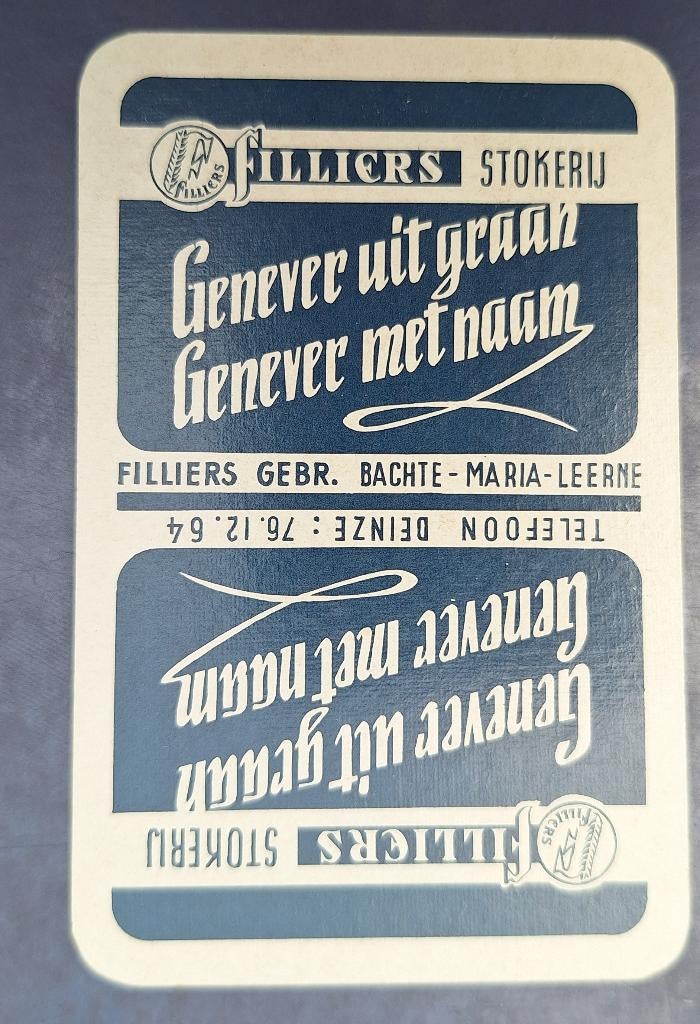 FILLIERS
FILLIERS STOKERIJ
Genever uit graan
Genever met naam
FILLIERS GEBR. BACHTE-MARIA-LEERNE
TELEFOON DEINZE: 76.12.64
Genever met naam
Genever uit graan
FILLIERS STOKERIJ
FILLIERS